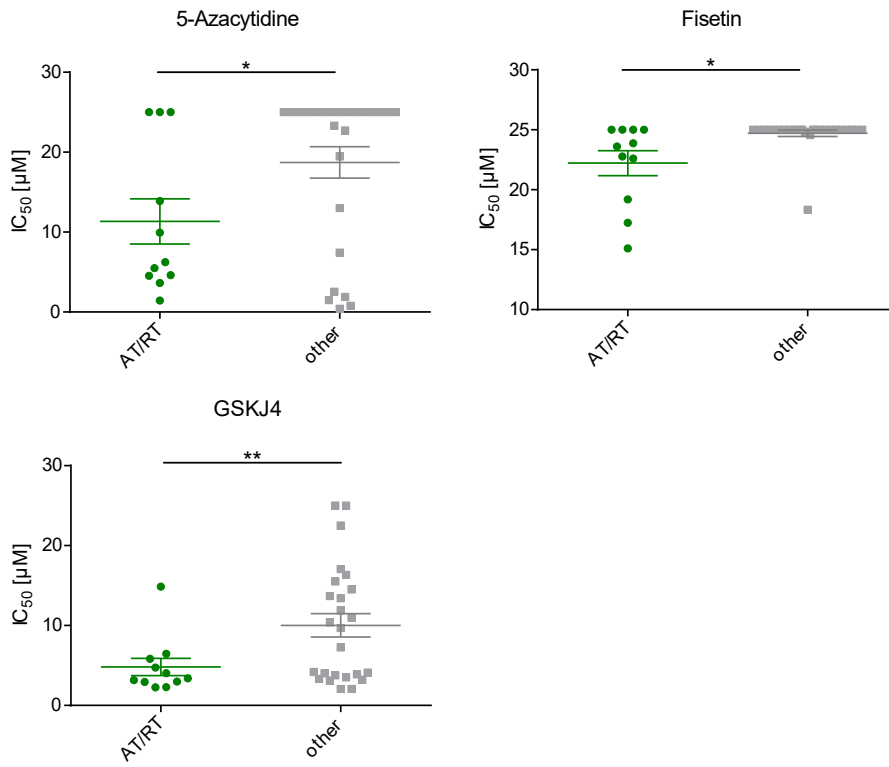 5-Azacytidine
*
30
20
10
0
IC50 [µM]
AT/RT
other
Fisetin
*
30
25
20
15
10
IC50 [µM]
AT/RT
other
GSKJ4
**
30
20
10
0
IC50 [µM]
AT/RT
other